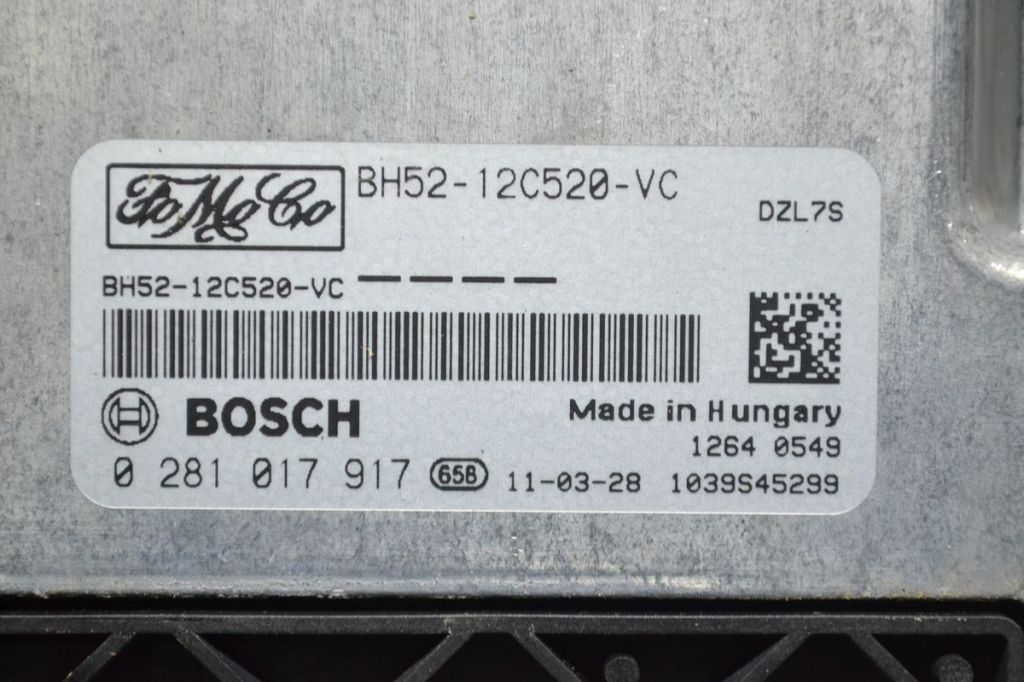 FoMoCo
BH52-12C520-VC
DZL7S
BH52-12C520-VC
BOSCH
Made in Hungary
1264 0549
0 281 017 917 65B 11-03-28 1039S45299